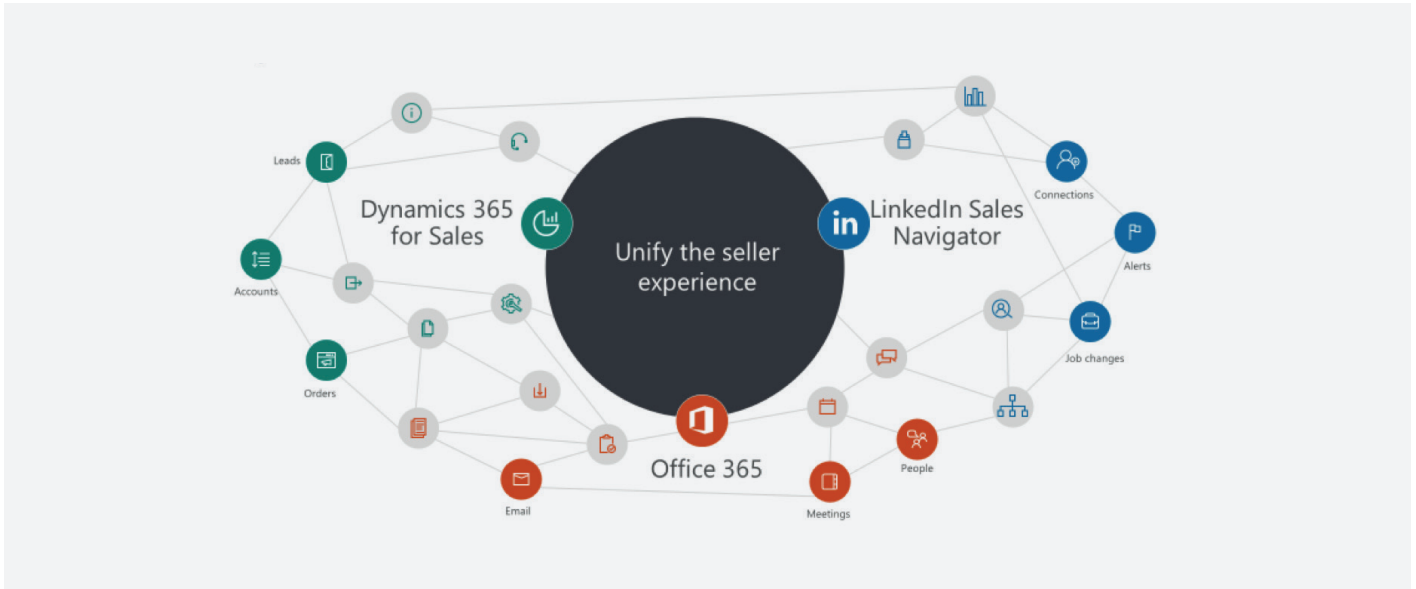 Leads
Dynamics 365
for Sales
Accounts
Orders
Email
Unify the seller
experience
Office 365
in
LinkedIn Sales
Navigator
Connections
Alerts
Job changes
People
Meetings